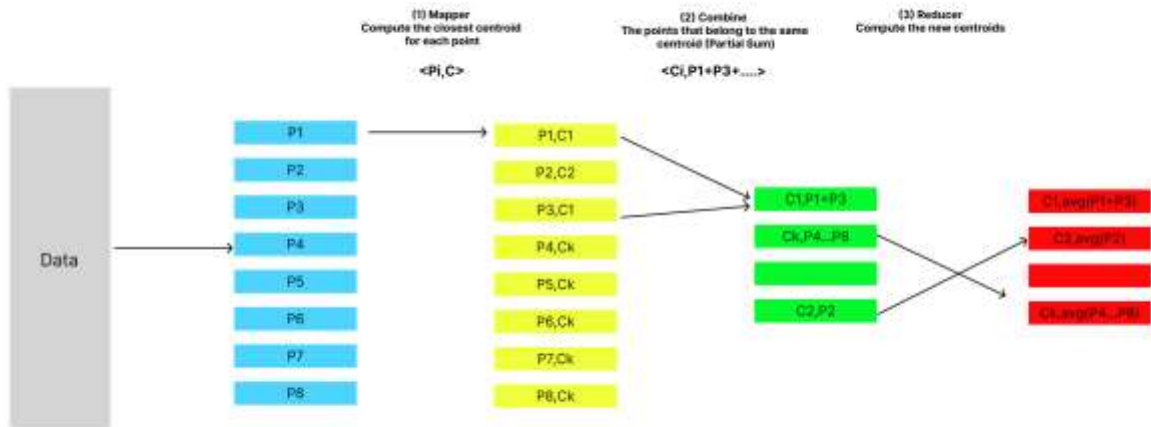 (1) Mapper
Compute the closest centroid
for each point
<Pi,C>
(2) Combine
The points that belong to the same
centroid (Partial Sum)
<Ci,P1+P3+....>
(3) Reducer
Compute the new centroids
Data
P1
P2
P3
P4
P5
P6
P7
P8
P1,C1
P2,C2
P3,C1
P4,Ck
P5,Ck
P6,Ck
P7,Ck
P8,Ck
C1,P1+P3
Ck,P4...P8
C2,P2
C1,avg(P1+P3)
C2,avg(P2)
Ck,avg(P4...P8)